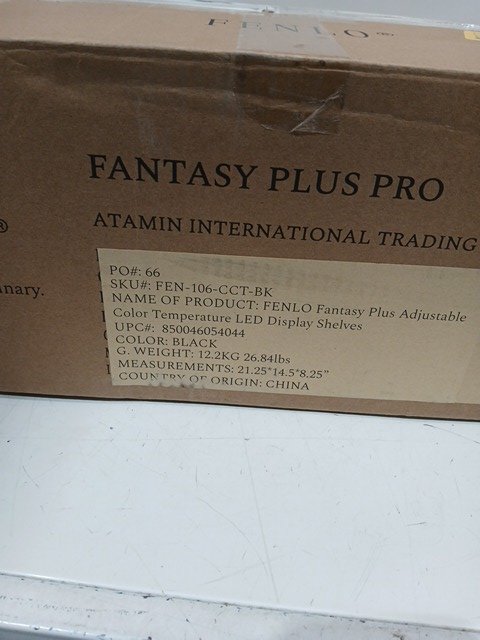 FENLO®
FANTASY PLUS PRO
®
ATAMIN INTERNATIONAL TRADING
nary.
PO#: 66
SKU#: FEN-106-CCT-BK
NAME OF PRODUCT: FENLO Fantasy Plus Adjustable
Color Temperature LED Display Shelves
UPC#: 850046054044
COLOR: BLACK
G. WEIGHT: 12.2KG 26.84lbs
MEASUREMENTS: 21.25*14.5*8.25”
COUNTRY OF ORIGIN: CHINA